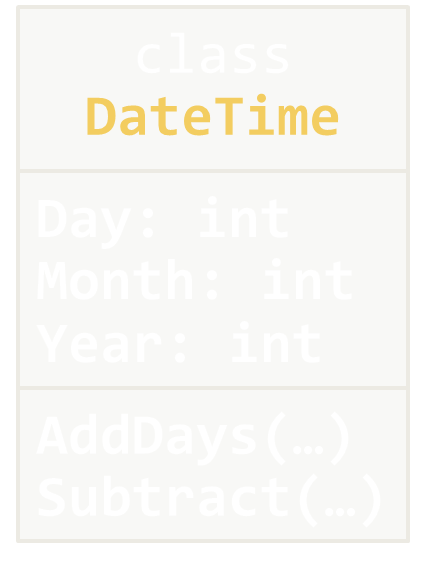 class
DateTime
Day: int
Month: int
Year: int
AddDays(…)
Subtract(…)